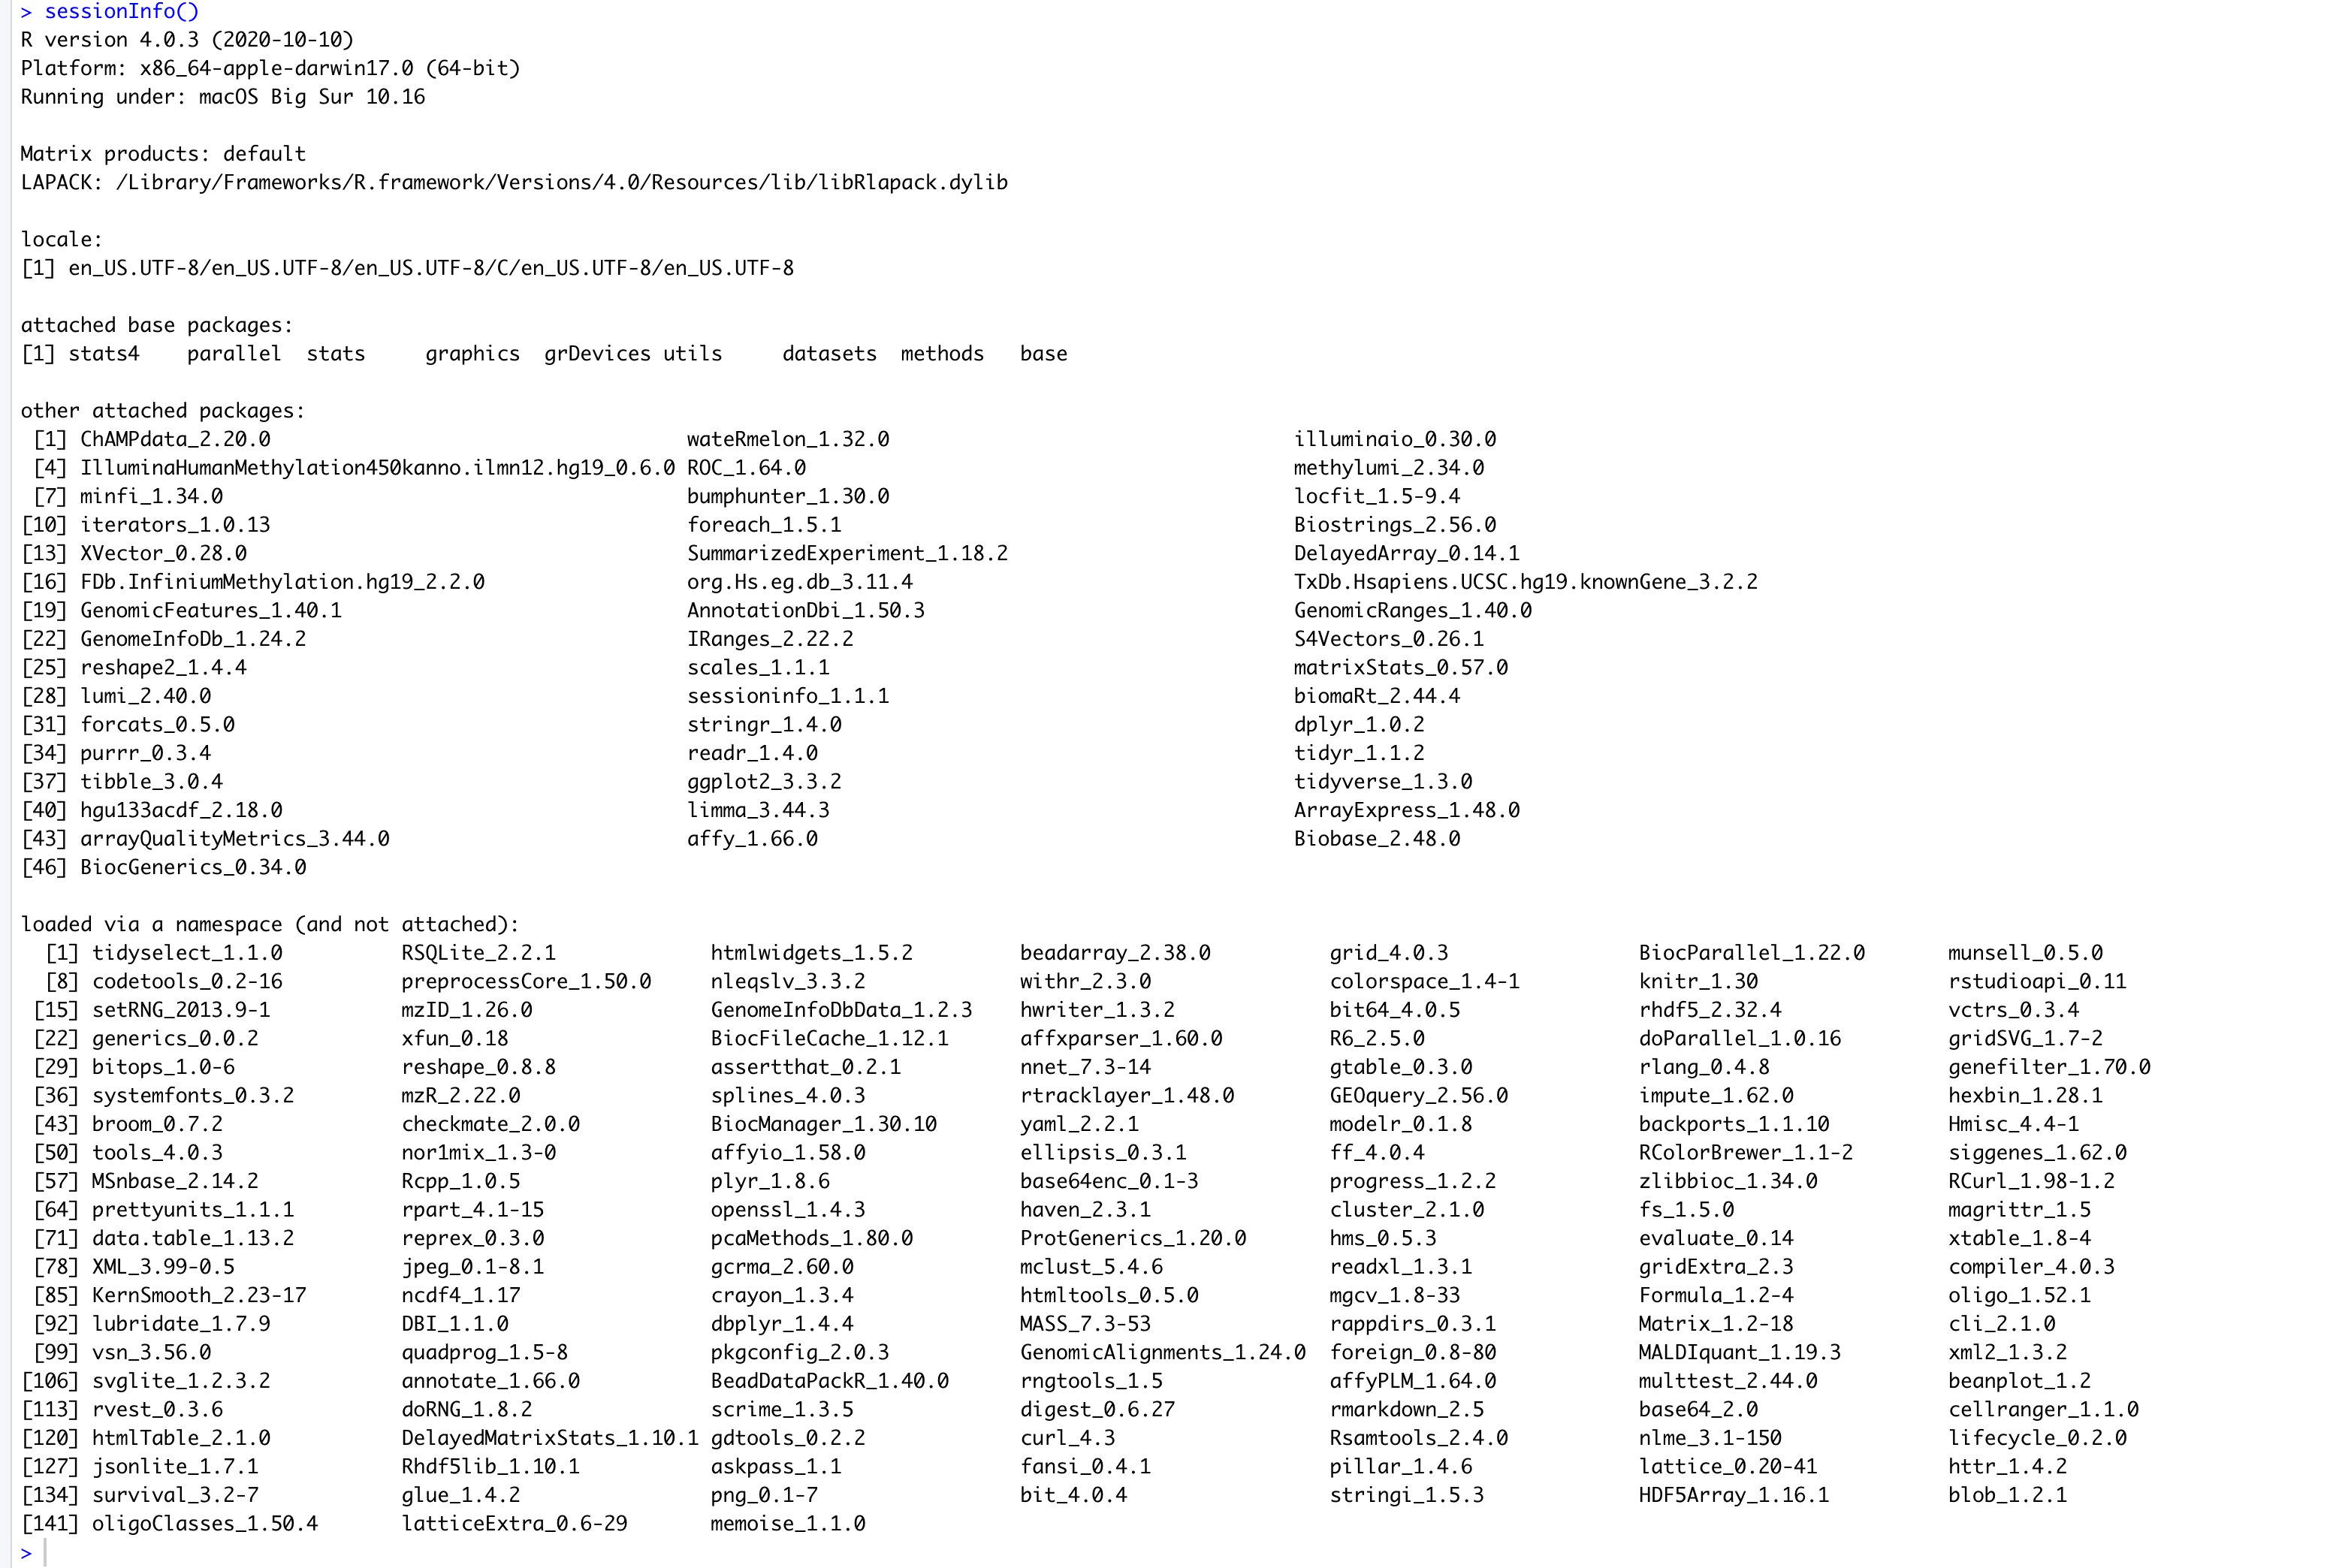 > sessionInfo()
R version 4.0.3 (2020-10-10)
Platform: x86_64-apple-darwin17.0 (64-bit)
Running under: macOS Big Sur 10.16
Matrix products: default
LAPACK: /Library/Frameworks/R.framework/Versions/4.0/Resources/lib/libRlapack.dylib
locale:
[1] en_US.UTF-8/en_US.UTF-8/en_US.UTF-8/C/en_US.UTF-8/en_US.UTF-8
attached base packages:
[1] stats4 parallel stats graphics grDevices utils datasets methods base
other attached packages:
[1] ChAMPdata_2.20.0 wateRmelon_1.32.0 illuminaio_0.30.0
[4] IlluminaHumanMethylation450kanno.ilmn12.hg19_0.6.0 ROC_1.64.0 methylumi_2.34.0
[7] minfi_1.34.0 bumphunter_1.30.0 locfit_1.5-9.4
[10] iterators_1.0.13 foreach_1.5.1 Biostrings_2.56.0
[13] XVector_0.28.0 SummarizedExperiment_1.18.2 DelayedArray_0.14.1
[16] FDb.InfiniumMethylation.hg19_2.2.0 org.Hs.eg.db_3.11.4 TxDb.Hsapiens.UCSC.hg19.knownGene_3.2.2
[19] GenomicFeatures_1.40.1 AnnotationDbi_1.50.3 GenomicRanges_1.40.0
[22] GenomeInfoDb_1.24.2 IRanges_2.22.2 S4Vectors_0.26.1
[25] reshape2_1.4.4 scales_1.1.1 matrixStats_0.57.0
[28] lumi_2.40.0 sessioninfo_1.1.1 biomaRt_2.44.4
[31] forcats_0.5.0 stringr_1.4.0 dplyr_1.0.2
[34] purrr_0.3.4 readr_1.4.0 tidyr_1.1.2
[37] tibble_3.0.4 ggplot2_3.3.2 tidyverse_1.3.0
[40] hgu133acdf_2.18.0 limma_3.44.3 ArrayExpress_1.48.0
[43] arrayQualityMetrics_3.44.0 affy_1.66.0 Biobase_2.48.0
[46] BiocGenerics_0.34.0
loaded via a namespace (and not attached):
[1] tidyselect_1.1.0 RSQLite_2.2.1 htmlwidgets_1.5.2 beadarray_2.38.0 grid_4.0.3 BiocParallel_1.22.0 munsell_0.5.0
[8] codetools_0.2-16 preprocessCore_1.50.0 nleqslv_3.3.2 withr_2.3.0 colorspace_1.4-1 knitr_1.30 rstudioapi_0.11
[15] setRNG_2013.9-1 mzID_1.26.0 GenomeInfoDbData_1.2.3 hwriter_1.3.2 bit64_4.0.5 rhdf5_2.32.4 vctrs_0.3.4
[22] generics_0.0.2 xfun_0.18 BiocFileCache_1.12.1 affxparser_1.60.0 R6_2.5.0 doParallel_1.0.16 gridSVG_1.7-2
[29] bitops_1.0-6 reshape_0.8.8 assertthat_0.2.1 nnet_7.3-14 gtable_0.3.0 rlang_0.4.8 genefilter_1.70.0
[36] systemfonts_0.3.2 mzR_2.22.0 splines_4.0.3 rtracklayer_1.48.0 GEOquery_2.56.0 impute_1.62.0 hexbin_1.28.1
[43] broom_0.7.2 checkmate_2.0.0 BiocManager_1.30.10 yaml_2.2.1 modelr_0.1.8 backports_1.1.10 Hmisc_4.4-1
[50] tools_4.0.3 nor1mix_1.3-0 affyio_1.58.0 ellipsis_0.3.1 ff_4.0.4 RColorBrewer_1.1-2 siggenes_1.62.0
[57] MSnbase_2.14.2 Rcpp_1.0.5 plyr_1.8.6 base64enc_0.1-3 progress_1.2.2 zlibbioc_1.34.0 RCurl_1.98-1.2
[64] prettyunits_1.1.1 rpart_4.1-15 openssl_1.4.3 haven_2.3.1 cluster_2.1.0 fs_1.5.0 magrittr_1.5
[71] data.table_1.13.2 reprex_0.3.0 pcaMethods_1.80.0 ProtGenerics_1.20.0 hms_0.5.3 evaluate_0.14 xtable_1.8-4
[78] XML_3.99-0.5 jpeg_0.1-8.1 gcrma_2.60.0 mclust_5.4.6 readxl_1.3.1 gridExtra_2.3 compiler_4.0.3
[85] KernSmooth_2.23-17 ncdf4_1.17 crayon_1.3.4 htmltools_0.5.0 mgcv_1.8-33 Formula_1.2-4 oligo_1.52.1
[92] lubridate_1.7.9 DBI_1.1.0 dbplyr_1.4.4 MASS_7.3-53 rappdirs_0.3.1 Matrix_1.2-18 cli_2.1.0
[99] vsn_3.56.0 quadprog_1.5-8 pkgconfig_2.0.3 GenomicAlignments_1.24.0 foreign_0.8-80 MALDIquant_1.19.3 xml2_1.3.2
[106] svglite_1.2.3.2 annotate_1.66.0 BeadDataPackR_1.40.0 rngtools_1.5 affyPLM_1.64.0 multtest_2.44.0 beanplot_1.2
[113] rvest_0.3.6 doRNG_1.8.2 scrime_1.3.5 digest_0.6.27 rmarkdown_2.5 base64_2.0 cellranger_1.1.0
[120] htmlTable_2.1.0 DelayedMatrixStats_1.10.1 gdtools_0.2.2 curl_4.3 Rsamtools_2.4.0 nlme_3.1-150 lifecycle_0.2.0
[127] jsonlite_1.7.1 Rhdf5lib_1.10.1 askpass_1.1 fansi_0.4.1 pillar_1.4.6 lattice_0.20-41 httr_1.4.2
[134] survival_3.2-7 glue_1.4.2 png_0.1-7 bit_4.0.4 stringi_1.5.3 HDF5Array_1.16.1 blob_1.2.1
[141] oligoClasses_1.50.4 latticeExtra_0.6-29 memoise_1.1.0
>